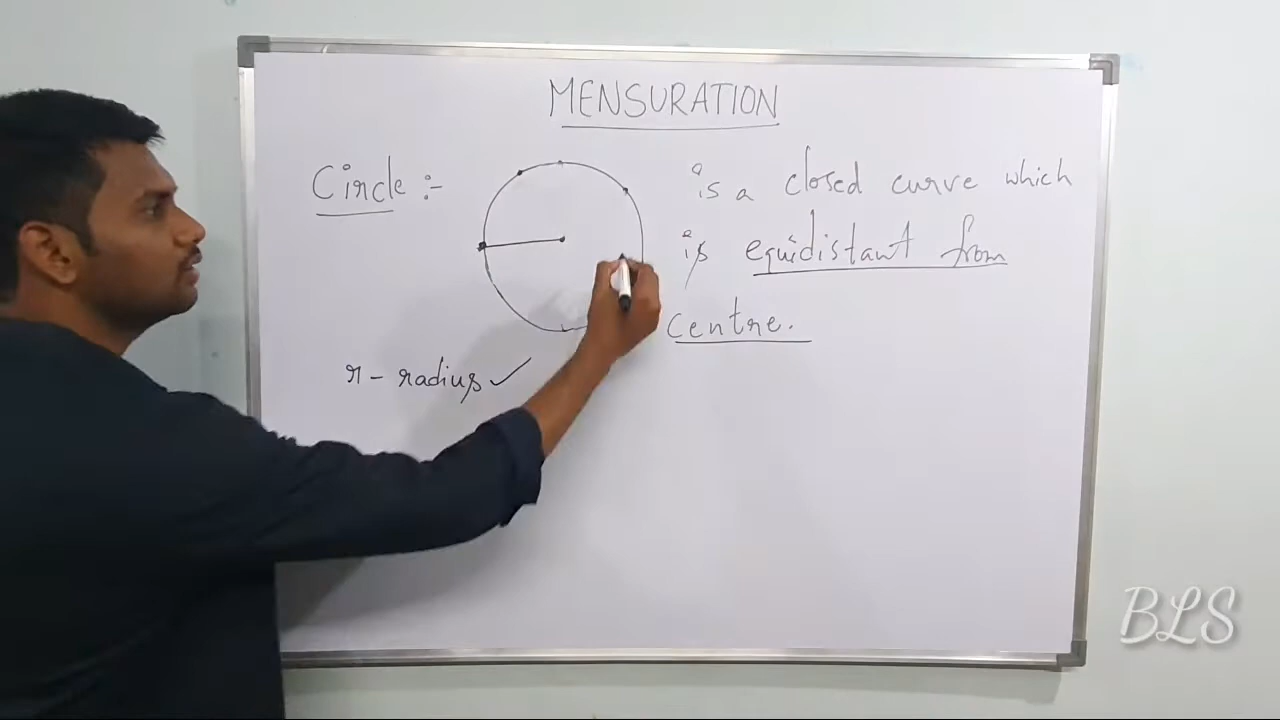 MENSURATION
Circle :-
is a closed curve which
is equidistant from
centre.
r - radius ✓
BLS